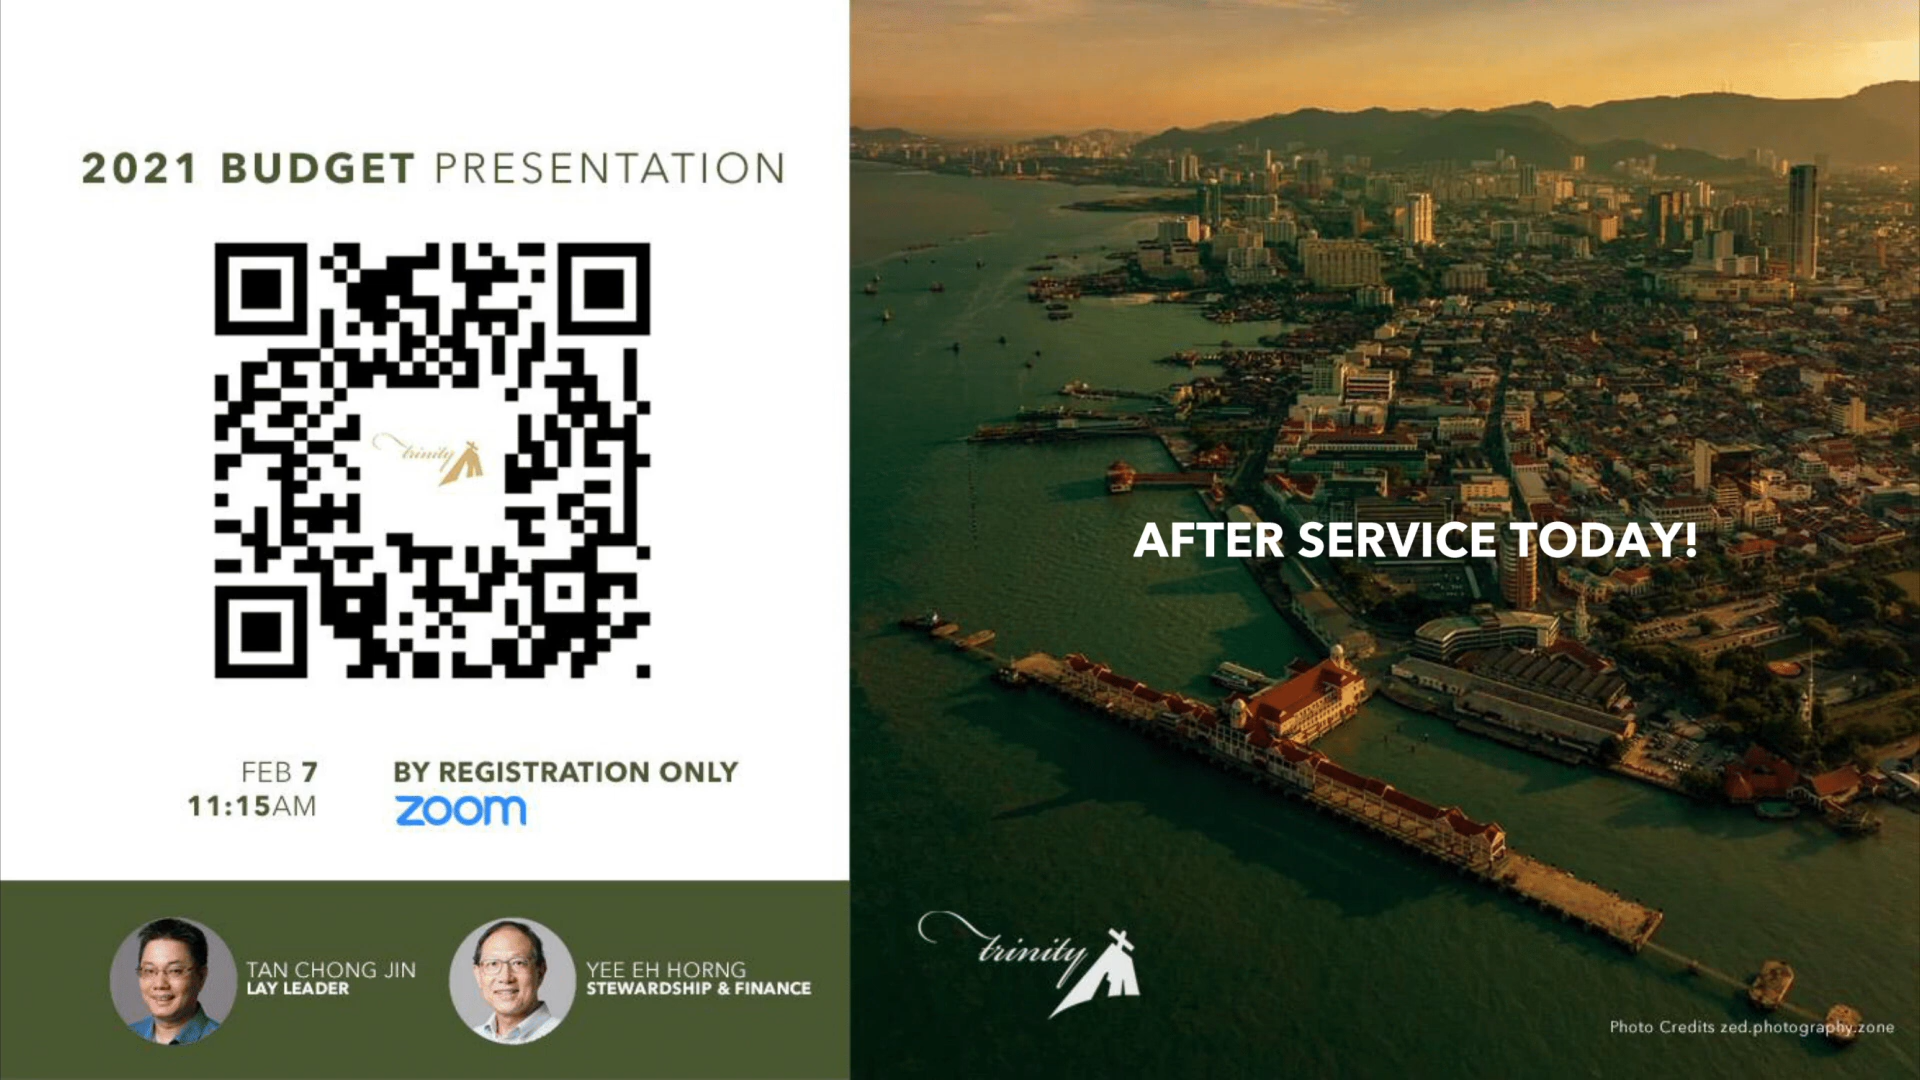 2021 BUDGET PRESENTATION
trinity
FEB 7
11:15AM
BY REGISTRATION ONLY
zoom
TAN CHONG JIN
LAY LEADER
YEE EH HORNG
STEWARDSHIP & FINANCE
AFTER SERVICE TODAY!
trinity
Photo Credits zed.photography.zone